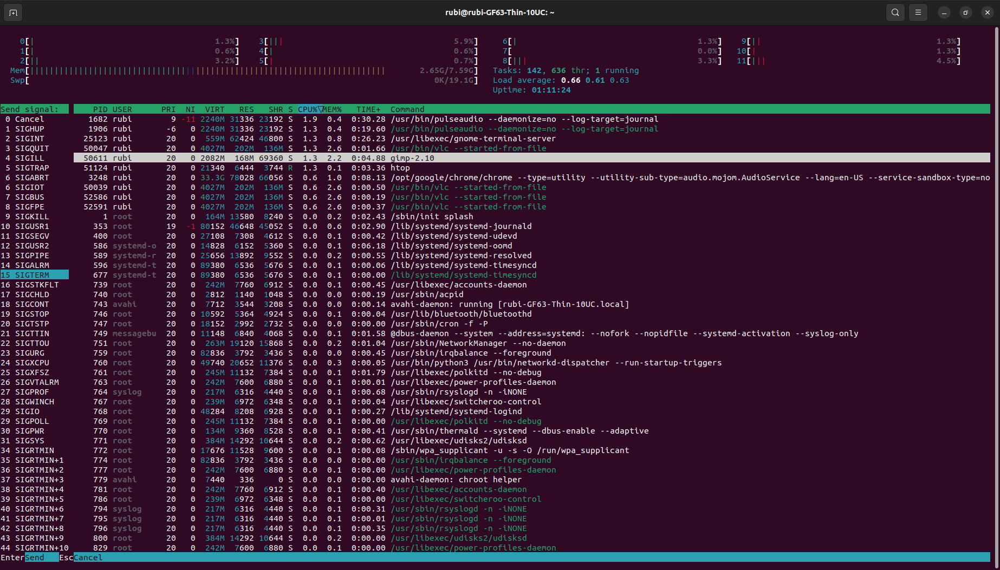 rubi@rubi-GF63-Thin-10UC: ~
0[| 1.3%] 3[||| 5.9%] 6[| 1.3%] 9[|| 1.3%]
1[| 0.6%] 4[| 0.6%] 7[ 0.0%] 10[| 1.3%]
2[|| 3.2%] 5[| 0.7%] 8[||| 3.3%] 11[||| 4.5%]
Mem[||||||||||||||||||||||||||||||||||||||||||||||||||||||||||||||||||||||||| 2.65G/7.59G] Tasks: 142, 636 thr; 1 running
Swp[ 0K/19.1G] Load average: 0.66 0.61 0.63
Uptime: 01:11:24
Send signal: PID USER PRI NI VIRT RES SHR S CPU%▽MEM% TIME+ Command
0 Cancel 1682 rubi 9 -11 2240M 31336 23192 S 1.9 0.4 0:30.28 /usr/bin/pulseaudio --daemonize=no --log-target=journal
1 SIGHUP 1906 rubi -6 0 2240M 31336 23192 S 1.3 0.4 0:19.60 /usr/bin/pulseaudio --daemonize=no --log-target=journal
2 SIGINT 25123 rubi 20 0 559M 62424 46800 S 1.3 0.8 0:26.23 /usr/libexec/gnome-terminal-server
3 SIGQUIT 50047 rubi 20 0 4027M 202M 136M S 1.3 2.6 0:01.66 /usr/bin/vlc --started-from-file
4 SIGILL 50611 rubi 20 0 2082M 168M 69360 S 1.3 2.2 0:04.88 gimp-2.10
5 SIGTRAP 51124 rubi 20 0 21340 6444 3744 R 1.3 0.1 0:03.36 htop
6 SIGABRT 3248 rubi 20 0 33.3G 78028 66056 S 0.6 1.0 0:08.13 /opt/google/chrome/chrome --type=utility --utility-sub-type=audio.mojom.AudioService --lang=en-US --service-sandbox-type=no
6 SIGIOT 50039 rubi 20 0 4027M 202M 136M S 0.6 2.6 0:00.50 /usr/bin/vlc --started-from-file
7 SIGBUS 52586 rubi 20 0 4027M 202M 136M S 0.6 2.6 0:00.19 /usr/bin/vlc --started-from-file
8 SIGFPE 52591 rubi 20 0 4027M 202M 136M S 0.6 2.6 0:00.37 /usr/bin/vlc --started-from-file
9 SIGKILL 1 root 20 0 164M 13580 8240 S 0.0 0.2 0:02.43 /sbin/init splash
10 SIGUSR1 353 root 19 -1 80152 46648 45052 S 0.0 0.6 0:02.90 /lib/systemd/systemd-journald
11 SIGSEGV 400 root 20 0 27108 7308 4612 S 0.0 0.1 0:00.42 /lib/systemd/systemd-udevd
12 SIGUSR2 586 systemd-o 20 0 14828 6152 5360 S 0.0 0.1 0:06.18 /lib/systemd/systemd-oomd
13 SIGPIPE 589 systemd-r 20 0 25656 13892 9552 S 0.0 0.2 0:00.55 /lib/systemd/systemd-resolved
14 SIGALRM 596 systemd-t 20 0 89380 6536 5676 S 0.0 0.1 0:00.06 /lib/systemd/systemd-timesyncd
15 SIGTERM 677 systemd-t 20 0 89380 6536 5676 S 0.0 0.1 0:00.00 /lib/systemd/systemd-timesyncd
16 SIGSTKFLT 739 root 20 0 242M 7760 6912 S 0.0 0.1 0:00.45 /usr/libexec/accounts-daemon
17 SIGCHLD 740 root 20 0 2812 1140 1048 S 0.0 0.0 0:00.19 /usr/sbin/acpid
18 SIGCONT 743 avahi 20 0 7712 3544 3208 S 0.0 0.0 0:00.14 avahi-daemon: running [rubi-GF63-Thin-10UC.local]
19 SIGSTOP 746 root 20 0 10592 5364 4924 S 0.0 0.1 0:00.04 /usr/lib/bluetooth/bluetoothd
20 SIGTSTP 747 root 20 0 18152 2992 2732 S 0.0 0.0 0:00.00 /usr/sbin/cron -f -P
21 SIGTTIN 749 messagebu 20 0 11148 6840 4068 S 0.0 0.1 0:01.58 @dbus-daemon --system --address=systemd: --nofork --nopidfile --systemd-activation --syslog-only
22 SIGTTOU 751 root 20 0 263M 19120 15868 S 0.0 0.2 0:01.04 /usr/sbin/NetworkManager --no-daemon
23 SIGURG 759 root 20 0 82836 3792 3436 S 0.0 0.0 0:00.45 /usr/sbin/irqbalance --foreground
24 SIGXCPU 760 root 20 0 49740 20652 11376 S 0.0 0.3 0:00.05 /usr/bin/python3 /usr/bin/networkd-dispatcher --run-startup-triggers
25 SIGXFSZ 761 root 20 0 245M 11132 7384 S 0.0 0.1 0:01.79 /usr/libexec/polkitd --no-debug
26 SIGVTALRM 763 root 20 0 242M 7600 6880 S 0.0 0.1 0:00.01 /usr/libexec/power-profiles-daemon
27 SIGPROF 764 syslog 20 0 217M 6316 4440 S 0.0 0.1 0:00.68 /usr/sbin/rsyslogd -n -iNONE
28 SIGWINCH 767 root 20 0 239M 6972 6348 S 0.0 0.1 0:00.04 /usr/libexec/switcheroo-control
29 SIGIO 768 root 20 0 48284 8208 6928 S 0.0 0.1 0:00.27 /lib/systemd/systemd-logind
29 SIGPOLL 769 root 20 0 245M 11132 7384 S 0.0 0.1 0:00.00 /usr/libexec/polkitd --no-debug
30 SIGPWR 770 root 20 0 134M 9360 8528 S 0.0 0.1 0:00.41 /usr/sbin/thermald --systemd --dbus-enable --adaptive
31 SIGSYS 771 root 20 0 384M 14292 10644 S 0.0 0.2 0:00.62 /usr/libexec/udisks2/udisksd
34 SIGRTMIN 772 root 20 0 17676 11528 9600 S 0.0 0.1 0:00.08 /sbin/wpa_supplicant -u -s -O /run/wpa_supplicant
35 SIGRTMIN+1 774 root 20 0 82836 3792 3436 S 0.0 0.0 0:00.00 /usr/sbin/irqbalance --foreground
36 SIGRTMIN+2 777 root 20 0 242M 7600 6880 S 0.0 0.1 0:00.00 /usr/libexec/power-profiles-daemon
37 SIGRTMIN+3 779 avahi 20 0 7440 336 0 S 0.0 0.0 0:00.00 avahi-daemon: chroot helper
38 SIGRTMIN+4 781 root 20 0 242M 7760 6912 S 0.0 0.1 0:00.40 /usr/libexec/accounts-daemon
39 SIGRTMIN+5 786 root 20 0 239M 6972 6348 S 0.0 0.1 0:00.00 /usr/libexec/switcheroo-control
40 SIGRTMIN+6 794 syslog 20 0 217M 6316 4440 S 0.0 0.1 0:00.31 /usr/sbin/rsyslogd -n -iNONE
41 SIGRTMIN+7 795 syslog 20 0 217M 6316 4440 S 0.0 0.1 0:00.01 /usr/sbin/rsyslogd -n -iNONE
42 SIGRTMIN+8 796 syslog 20 0 217M 6316 4440 S 0.0 0.1 0:00.35 /usr/sbin/rsyslogd -n -iNONE
43 SIGRTMIN+9 800 root 20 0 384M 14292 10644 S 0.0 0.2 0:00.00 /usr/libexec/udisks2/udisksd
44 SIGRTMIN+10 829 root 20 0 242M 7600 6880 S 0.0 0.1 0:00.00 /usr/libexec/power-profiles-daemon
EnterSend EscCancel